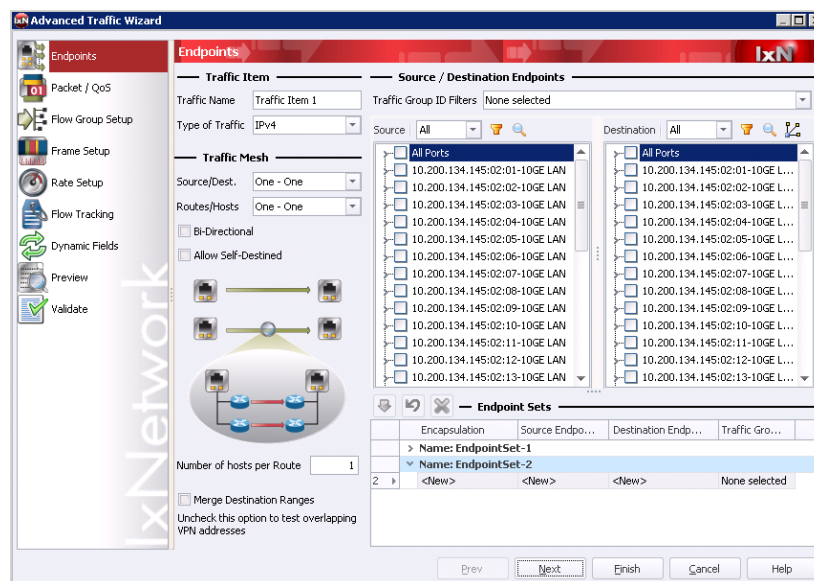 IxN Advanced Traffic Wizard
Endpoints
Packet / QoS
Flow Group Setup
Frame Setup
Rate Setup
Flow Tracking
Dynamic Fields
Preview
Validate
IxNetwork
Endpoints
IxN
Traffic Item
Traffic Name Traffic Item 1
Type of Traffic IPv4
Traffic Mesh
Source/Dest. One - One
Routes/Hosts One - One
Bi-Directional
Allow Self-Destined
Number of hosts per Route 1
Merge Destination Ranges
Uncheck this option to test overlapping
VPN addresses
Source / Destination Endpoints
Traffic Group ID Filters None selected
Source All
All Ports
10.200.134.145:02:01-10GE LAN
10.200.134.145:02:02-10GE LAN
10.200.134.145:02:03-10GE LAN
10.200.134.145:02:04-10GE LAN
10.200.134.145:02:05-10GE LAN
10.200.134.145:02:06-10GE LAN
10.200.134.145:02:07-10GE LAN
10.200.134.145:02:08-10GE LAN
10.200.134.145:02:09-10GE LAN
10.200.134.145:02:10-10GE LAN
10.200.134.145:02:11-10GE LAN
10.200.134.145:02:12-10GE LAN
10.200.134.145:02:13-10GE LAN
Destination All
All Ports
10.200.134.145:02:01-10GE L...
10.200.134.145:02:02-10GE L...
10.200.134.145:02:03-10GE L...
10.200.134.145:02:04-10GE L...
10.200.134.145:02:05-10GE L...
10.200.134.145:02:06-10GE L...
10.200.134.145:02:07-10GE L...
10.200.134.145:02:08-10GE L...
10.200.134.145:02:09-10GE L...
10.200.134.145:02:10-10GE L...
10.200.134.145:02:11-10GE L...
10.200.134.145:02:12-10GE L...
10.200.134.145:02:13-10GE L...
Endpoint Sets
Encapsulation Source Endpo... Destination Endp... Traffic Gro...
Name: EndpointSet-1
Name: EndpointSet-2
2 <New> <New> <New> None selected
Prev Next Finish Cancel Help